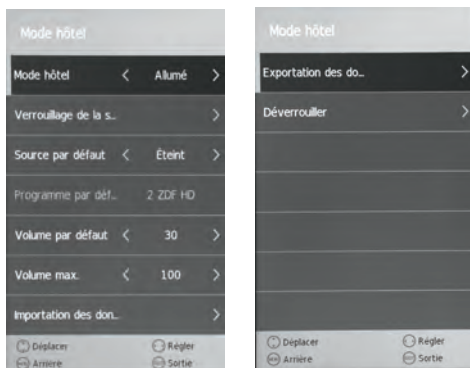 Mode hôtel
Mode hôtel < Allumé >
Verrouillage de la s... >
Source par défaut < Éteint >
Programme par déf... 2 ZDF HD
Volume par défaut < 30 >
Volume max. < 100 >
Importation des don... >
Déplacer Régler
Arrière Sortie
Mode hôtel
Exportation des do... >
Déverrouiller >
Déplacer Régler
Arrière Sortie